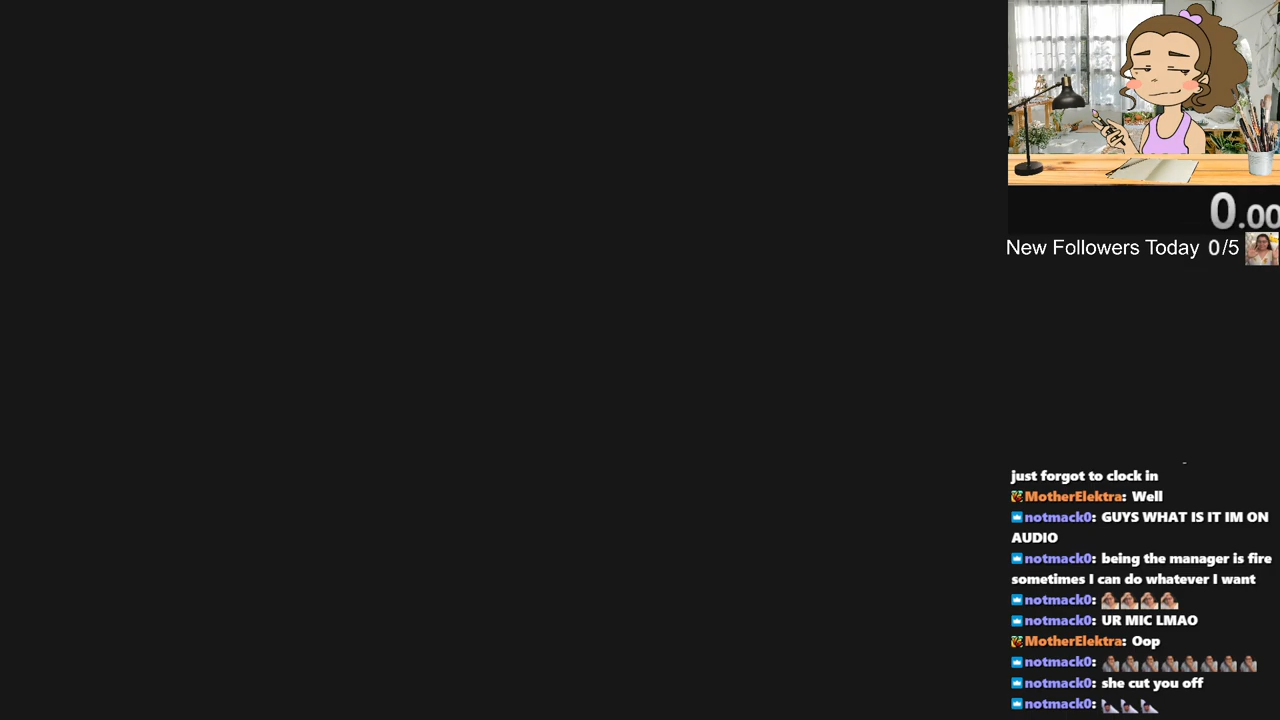 0.00
New Followers Today 0/5
just forgot to clock in
MotherElektra: Well
notmack0: GUYS WHAT IS IT IM ON
AUDIO
notmack0: being the manager is fire
sometimes I can do whatever I want
notmack0:
notmack0: UR MIC LMAO
MotherElektra: Oop
notmack0:
notmack0: she cut you off
notmack0: